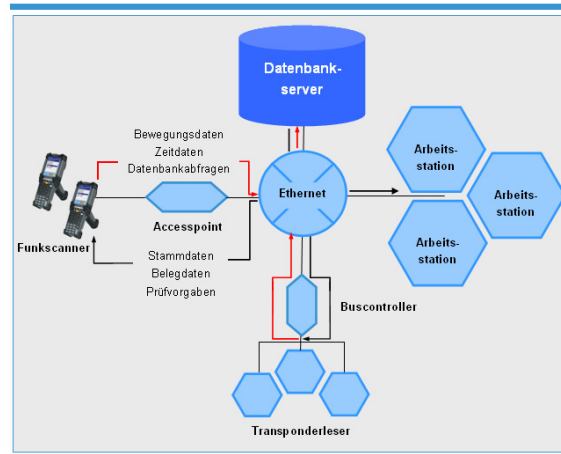 Datenbank-
server
Bewegungsdaten
Zeitdaten
Datenbankabfragen
Ethernet
Arbeits-
station
Arbeits-
station
Arbeits-
station
Funkscanner
Accesspoint
Stammdaten
Belegdaten
Prüfvorgaben
Buscontroller
Transponderleser